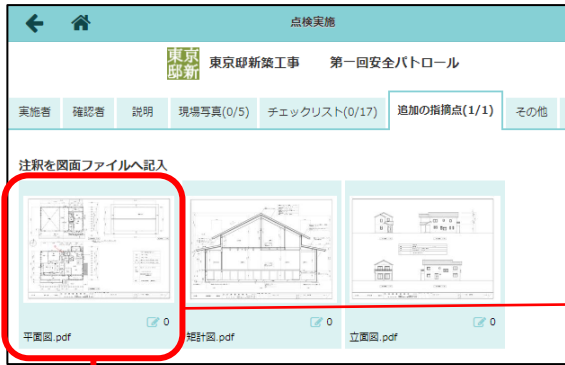 点検実施
東京
邸新
東京邸新築工事 第一回安全パトロール
実施者 確認者 説明 現場写真(0/5) チェックリスト(0/17) 追加の指摘点(1/1) その他
注釈を図面ファイルへ記入
0 0 0
平面図.pdf 矩計図.pdf 立面図.pdf